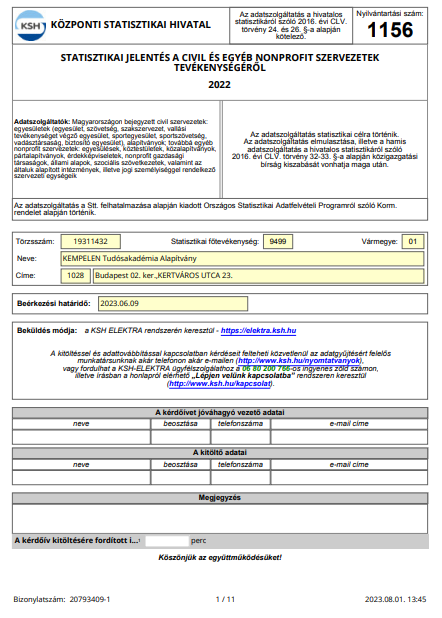 KSH
KÖZPONTI STATISZTIKAI HIVATAL
Az adatszolgáltatás a hivatalos
statisztikáról szóló 2016. évi CLV.
törvény 24. és 26. §-a alapján
kötelező.
Nyilvántartási szám:
1156
STATISZTIKAI JELENTÉS A CIVIL ÉS EGYÉB NONPROFIT SZERVEZETEK
TEVÉKENYSÉGÉRŐL
2022
Adatszolgáltatók: Magyarországon bejegyzett civil szervezetek:
egyesületek (egyesület, szövetség, szakszervezet, vallási
tevékenységet végző egyesület, sportegyesület, sportszövetség,
vadásztársaság, biztosító egyesület), alapítványok; továbbá egyéb
nonprofit szervezetek: egyesülések, köztestületek, közalapítványok,
pártalapítványok, érdekképviseletek, nonprofit gazdasági
társaságok, állami alapok, szociális szövetkezetek, valamint az
általuk alapított intézmények, illetve jogi személyiséggel rendelkező
szervezeti egységeik
Az adatszolgáltatás statisztikai célra történik.
Az adatszolgáltatás elmulasztása, illetve a hamis
adatszolgáltatás a hivatalos statisztikáról szóló
2016. évi CLV. törvény 32-33. §-a alapján közigazgatási
bírság kiszabását vonhatja maga után.
Az adatszolgáltatás a Stt. felhatalmazása alapján kiadott Országos Statisztikai Adatfelvételi Programról szóló Korm.
rendelet alapján történik.
Törzsszám: 19311432 Statisztikai főtevékenység: 9499 Vármegye: 01
Neve: KEMPELEN Tudósakadémia Alapítvány
Címe: 1028 Budapest 02. ker.,KERTVÁROS UTCA 23.
Beérkezési határidő: 2023.06.09
Beküldés módja: a KSH ELEKTRA rendszerén keresztül - https://elektra.ksh.hu
A kitöltéssel és adattovábbítással kapcsolatban kérdéseit felteheti közvetlenül az adatgyűjtésért felelős
munkatársunknak akár telefonon akár e-mailen (http://www.ksh.hu/nyomtatvanyok),
vagy fordulhat a KSH-ELEKTRA ügyfélszolgálathoz a 06 80 200 766-os ingyenes zöld számon,
illetve írásban a honlapról elérhető „Lépjen velünk kapcsolatba” rendszeren keresztül
(http://www.ksh.hu/kapcsolat).
A kérdőívet jóváhagyó vezető adatai
neve beosztása telefonszáma e-mail címe
A kitöltő adatai
neve beosztása telefonszáma e-mail címe
Megjegyzés
A kérdőív kitöltésére fordított i...: perc
Köszönjük az együttműködésüket!
Bizonylatszám: 20793409-1 1 / 11 2023.08.01. 13:45